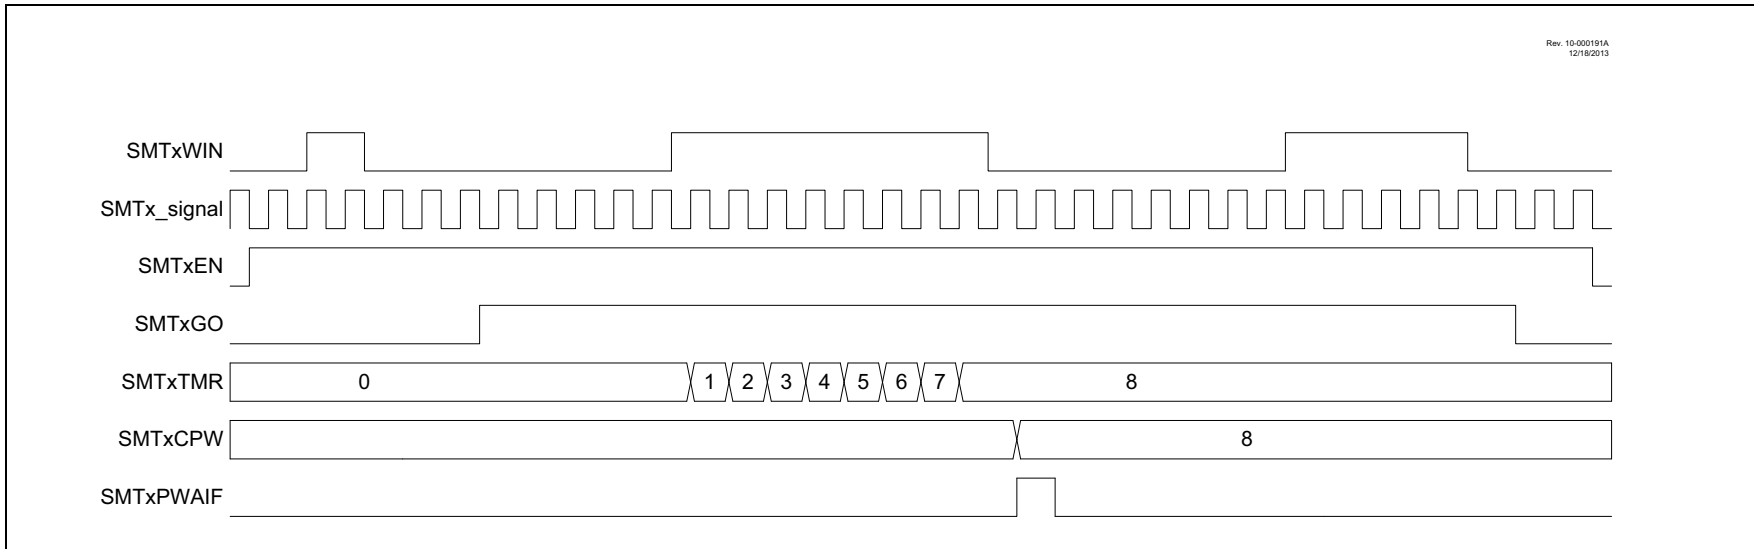 Rev. 10-000191A
12/18/2013
SMTxWIN
SMTx_signal
SMTxEN
SMTxGO
SMTxTMR 0 1 2 3 4 5 6 7 8
SMTxCPW 8
SMTxPWAIF